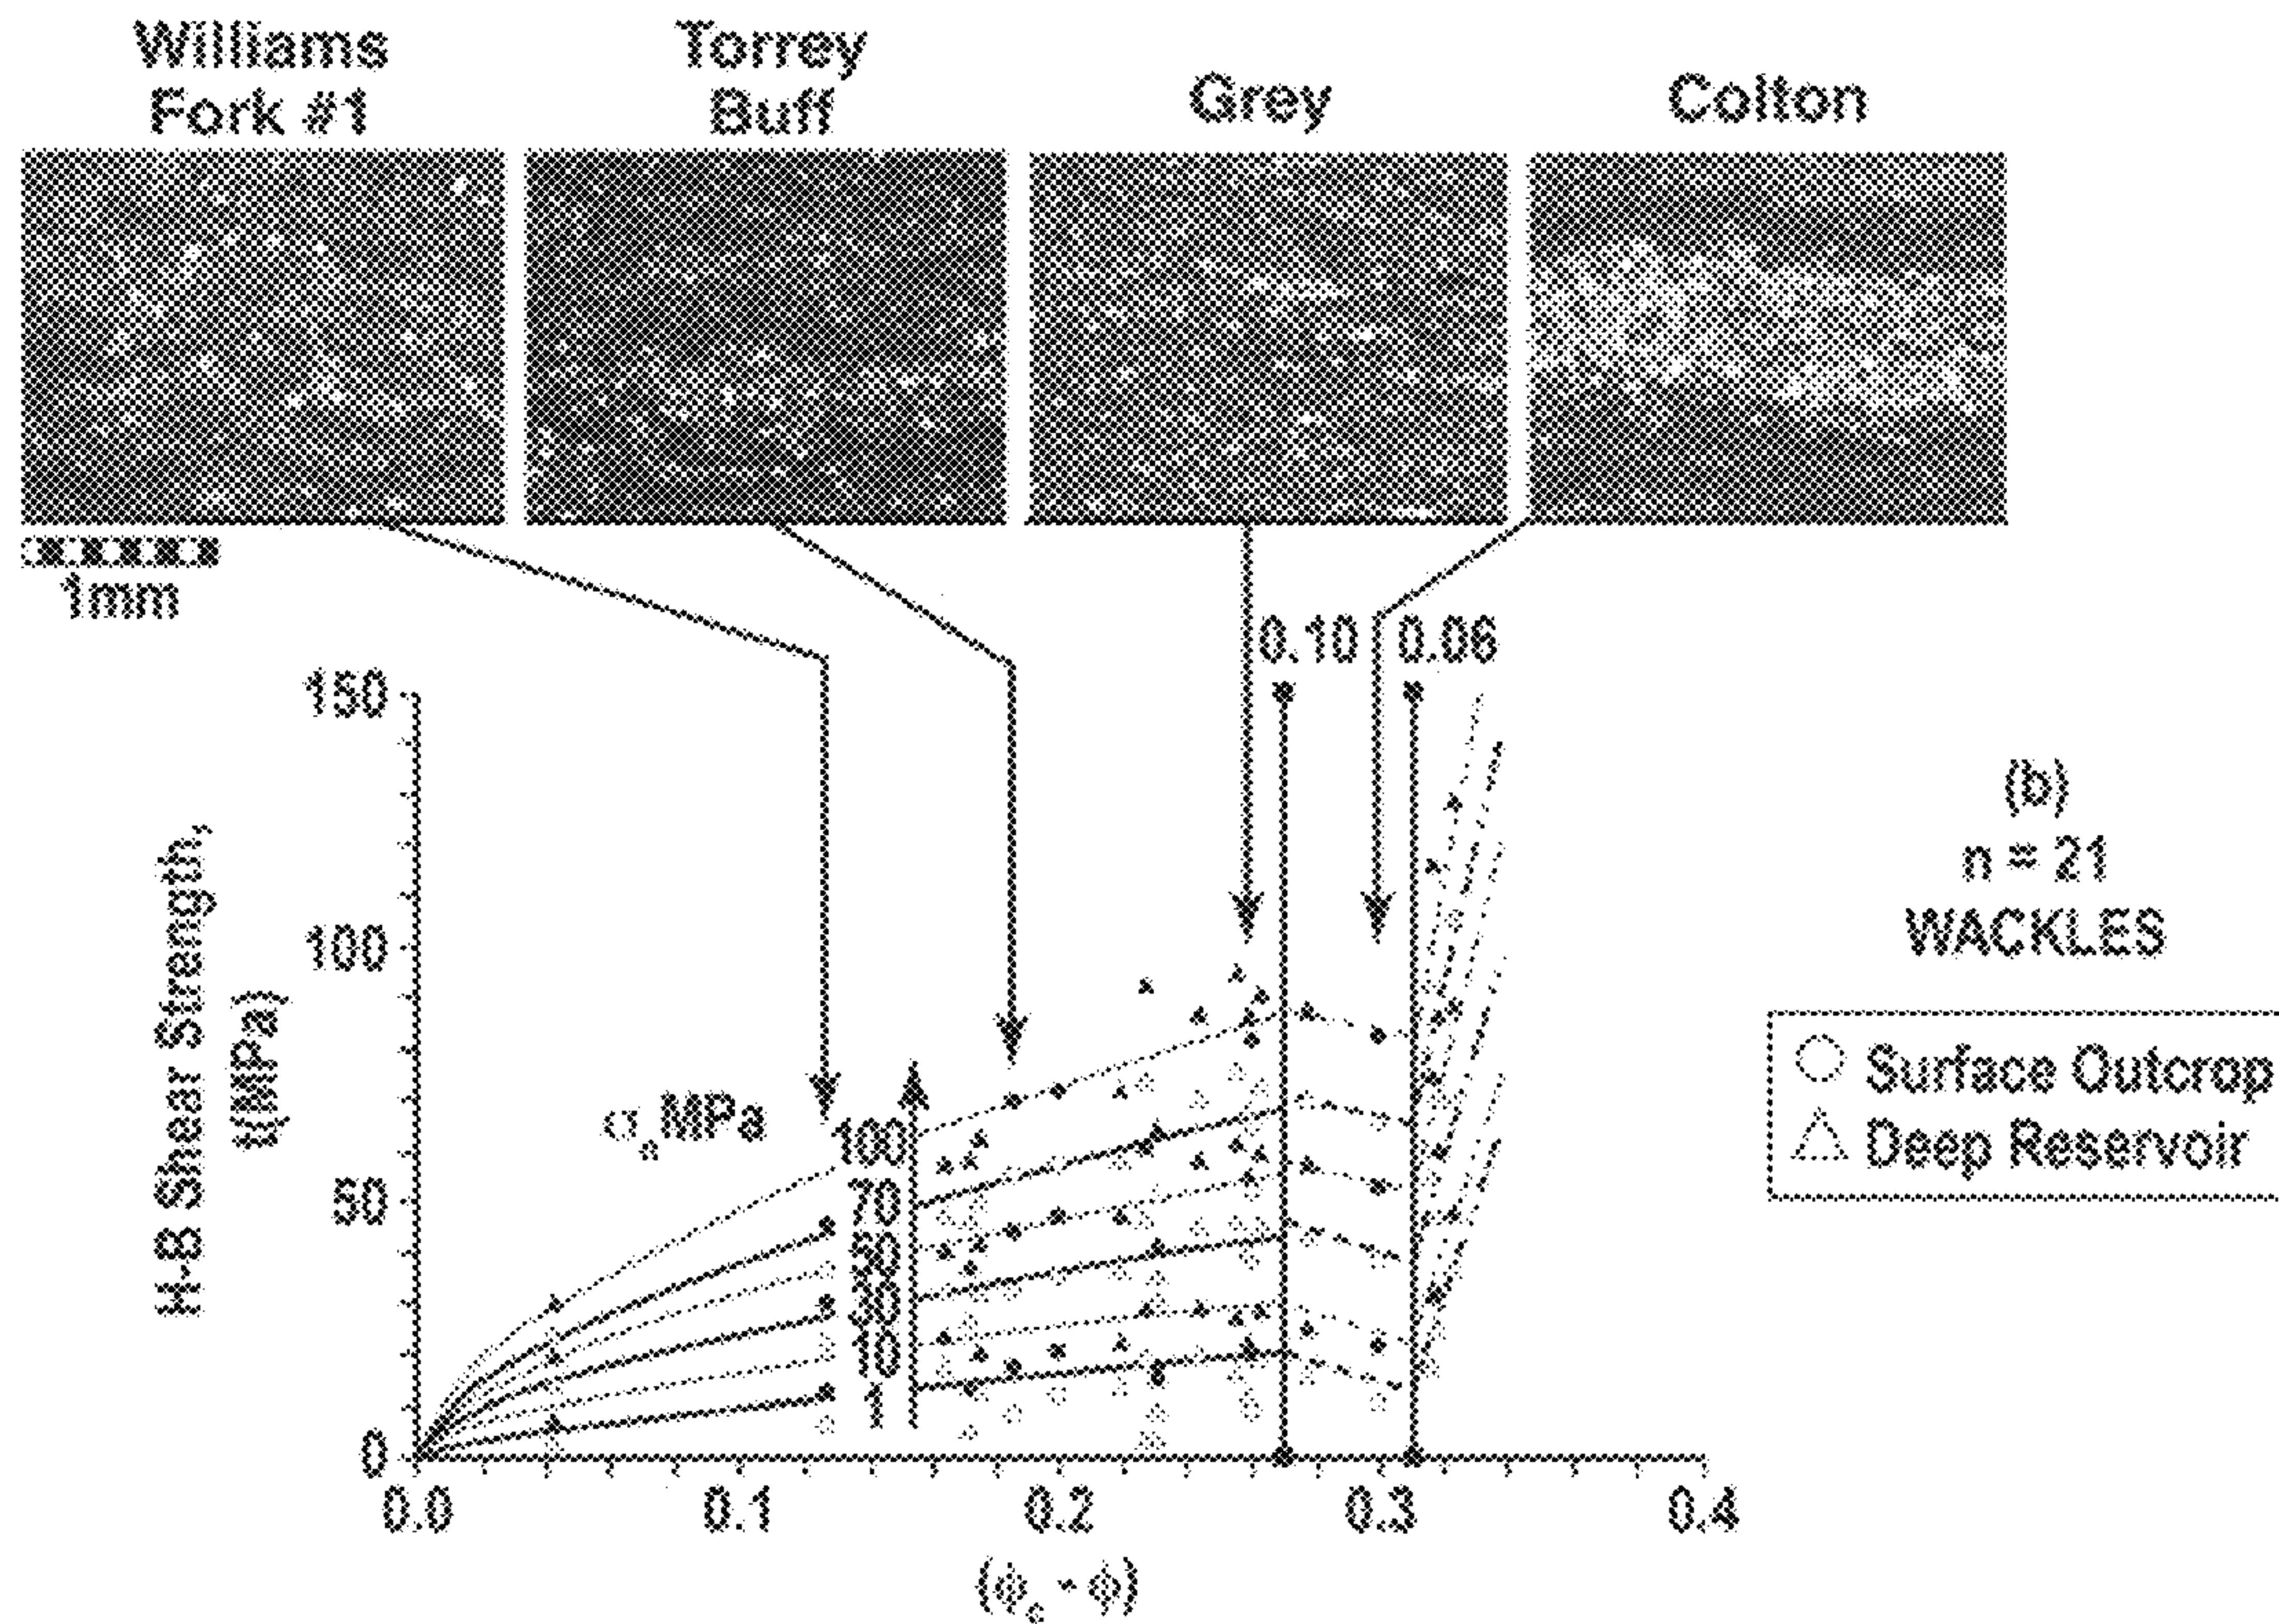 Williams
Fork #1
Torrey
Buff
Grey
Colton
1mm
0.10
0.06
150
100
50
0
H-B Shear Strength,
(MPa)
σn MPa
100
70
50
30
10
1
0.0
0.1
0.2
0.3
0.4
(ϕc - ϕ)
(b)
n = 21
WACKLES
Surface Outcrop
Deep Reservoir